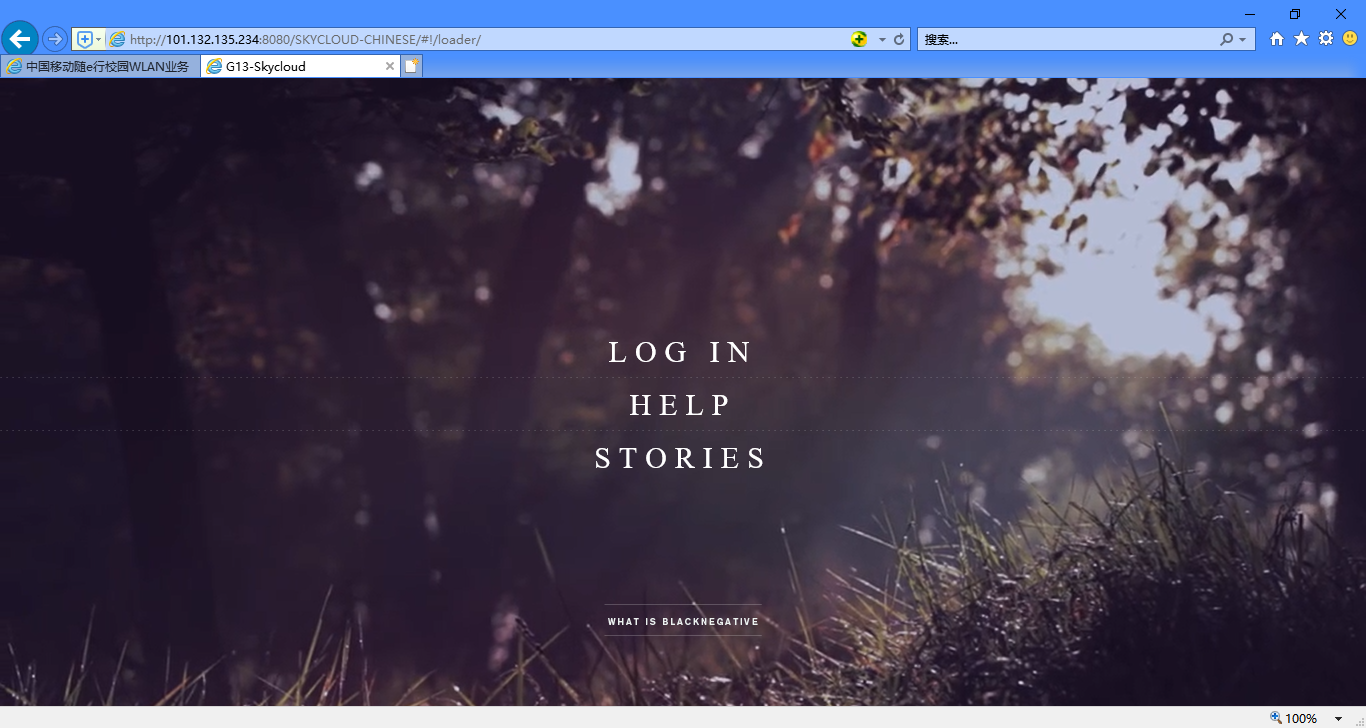 http://101.132.135.234:8080/SKYCLOUD-CHINESE/#!/loader/
搜索...
中国移动随e行校园WLAN业务
G13-Skycloud
LOG IN
HELP
STORIES
WHAT IS BLACKNEGATIVE
100%